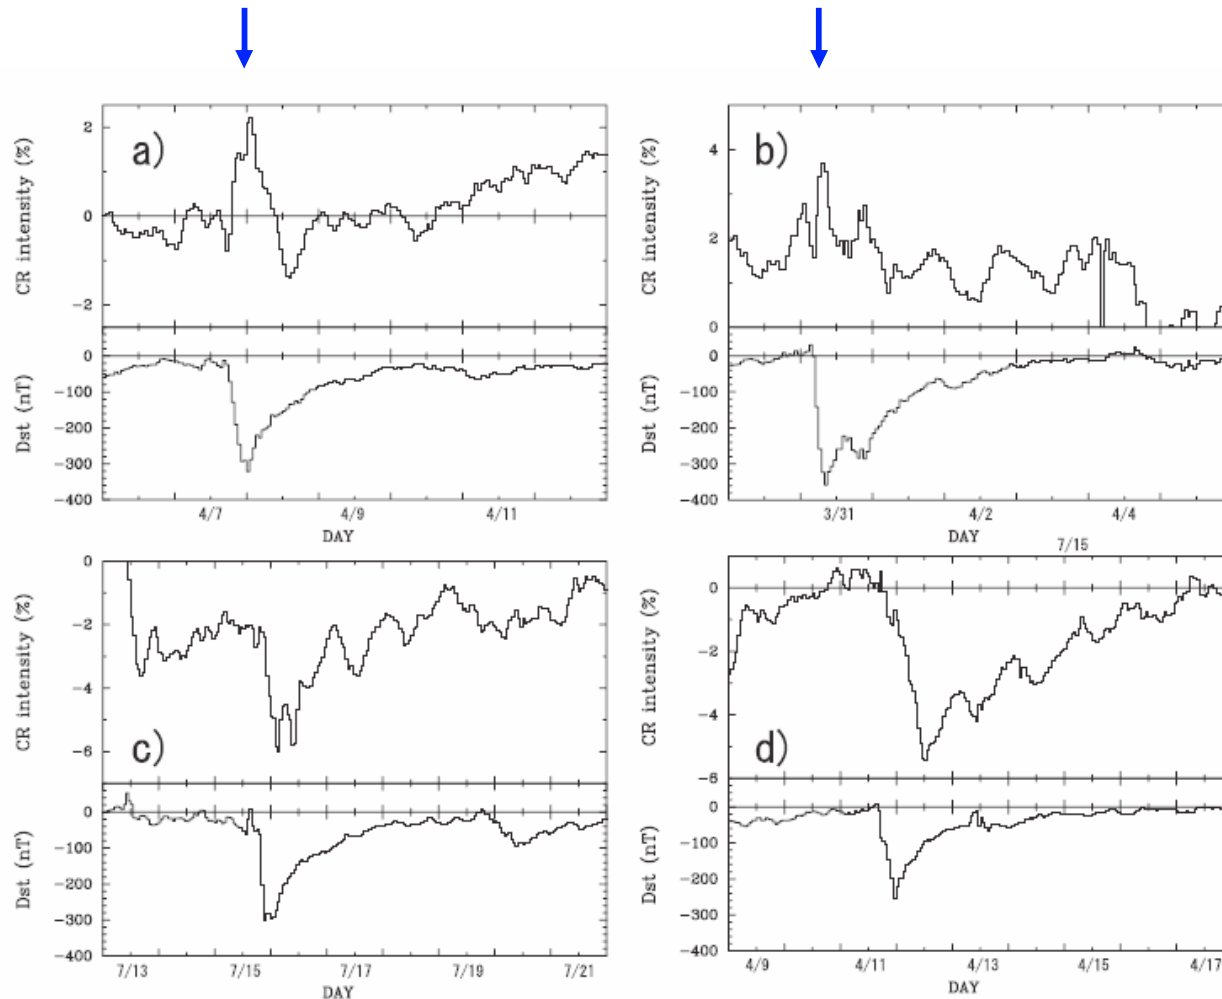 a)
CR intensity (%)
2
0
−2
Dst (nT)
0
−100
−200
−300
−400
4/7 4/9 4/11
DAY
b)
CR intensity (%)
4
2
0
Dst (nT)
0
−100
−200
−300
−400
3/31 4/2 4/4
DAY
7/15
c)
CR intensity (%)
0
−2
−4
−6
Dst (nT)
0
−100
−200
−300
−400
7/13 7/15 7/17 7/19 7/21
DAY
d)
CR intensity (%)
0
−2
−4
−6
Dst (nT)
0
−100
−200
−300
−400
4/9 4/11 4/13 4/15 4/17
DAY